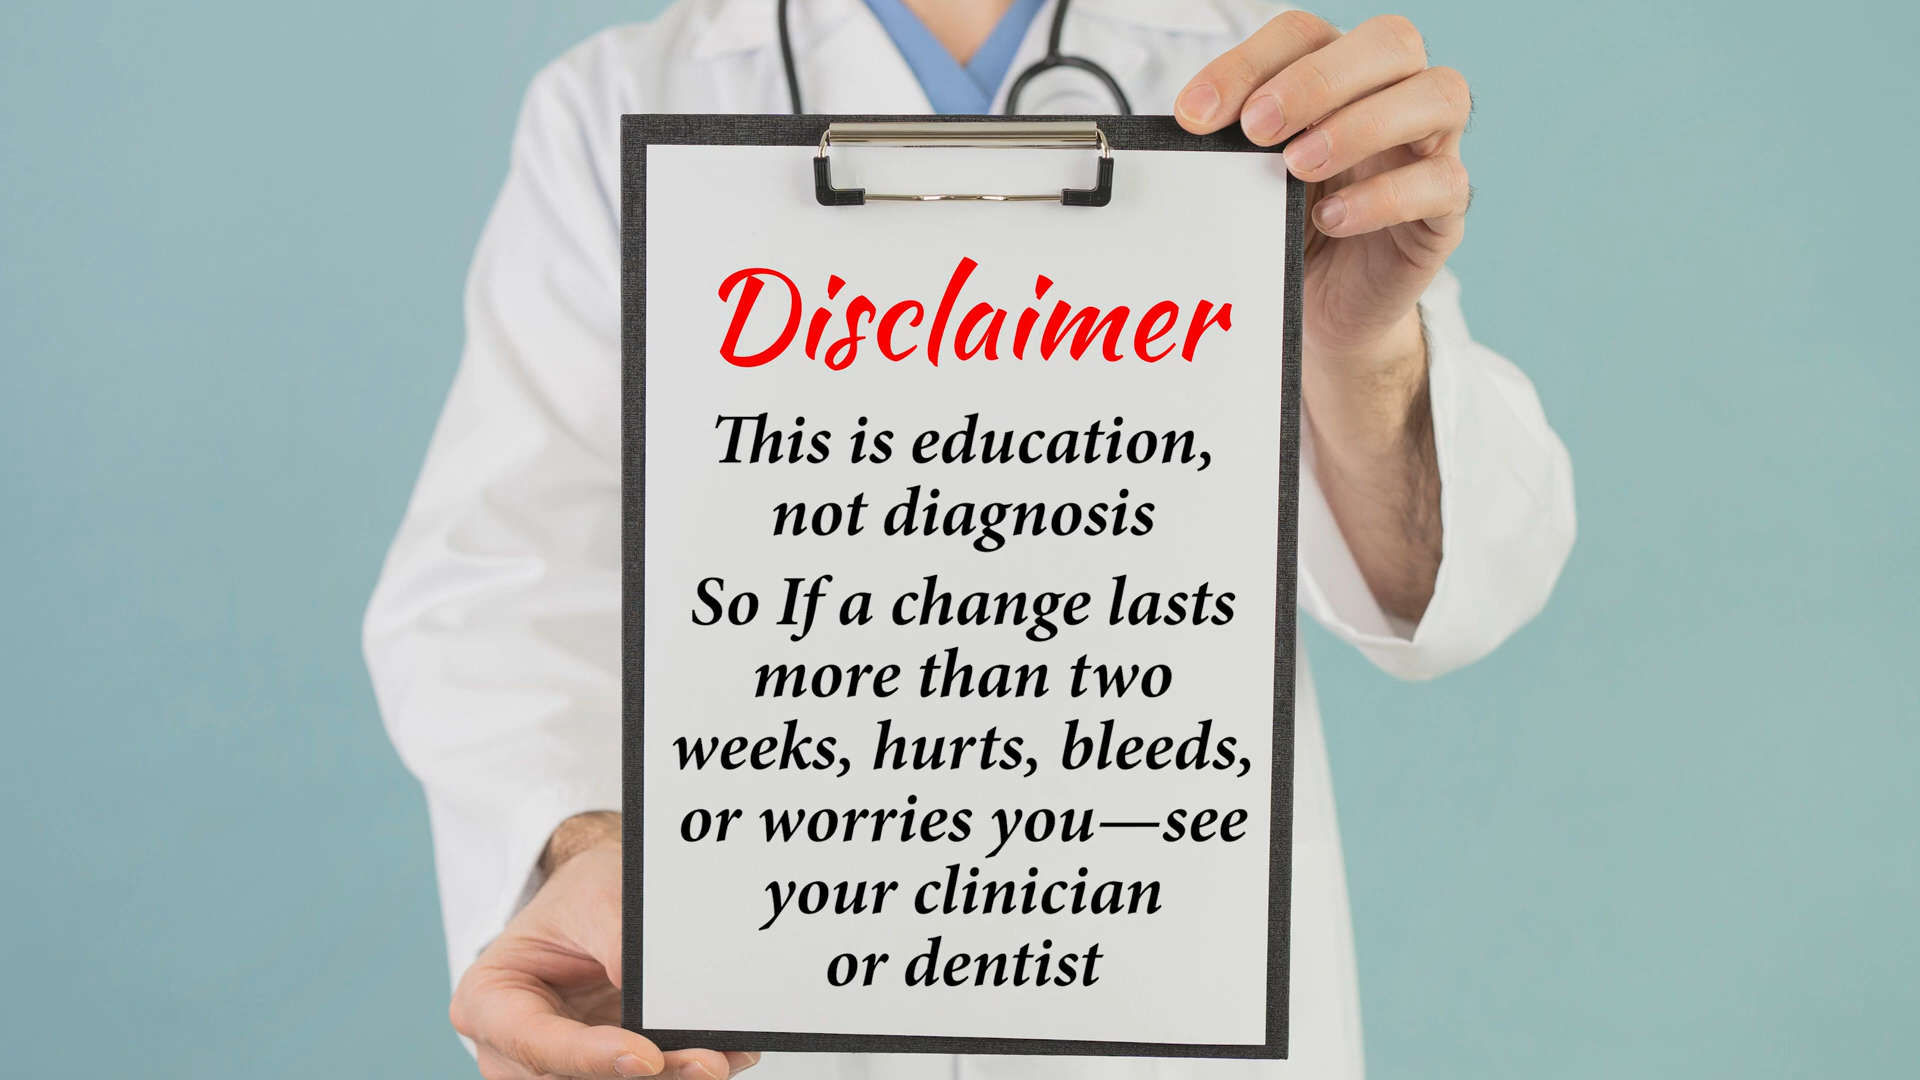 Disclaimer
This is education,
not diagnosis
So If a change lasts
more than two
weeks, hurts, bleeds,
or worries you—see
your clinician
or dentist